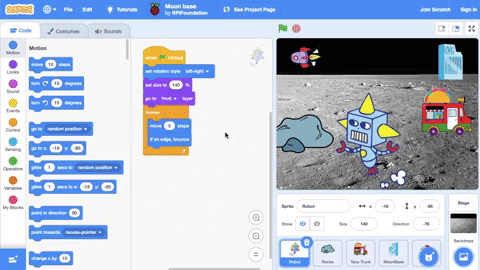 SCRATCH
File
Edit
Tutorials
Moon base
by RPiFoundation
See Project Page
Join Scratch
Sign in
Code
Costumes
Sounds
Motion
Motion
Looks
Sound
Events
Control
Sensing
Operators
Variables
My Blocks
move 10 steps
turn 15 degrees
turn 15 degrees
go to random position
go to x: -18 y: -85
glide 1 secs to random position
glide 1 secs to x: -18 y: -85
point in direction 90
point towards mouse-pointer
change x by 10
when clicked
set rotation style left-right
set size to 140 %
go to front layer
forever
move 5 steps
if on edge, bounce
Sprite
Robot
x
-18
y
-85
Show
Size
140
Direction
-78
Stage
Backdrops
Robot
Rocks
Taco Truck
MoonBase